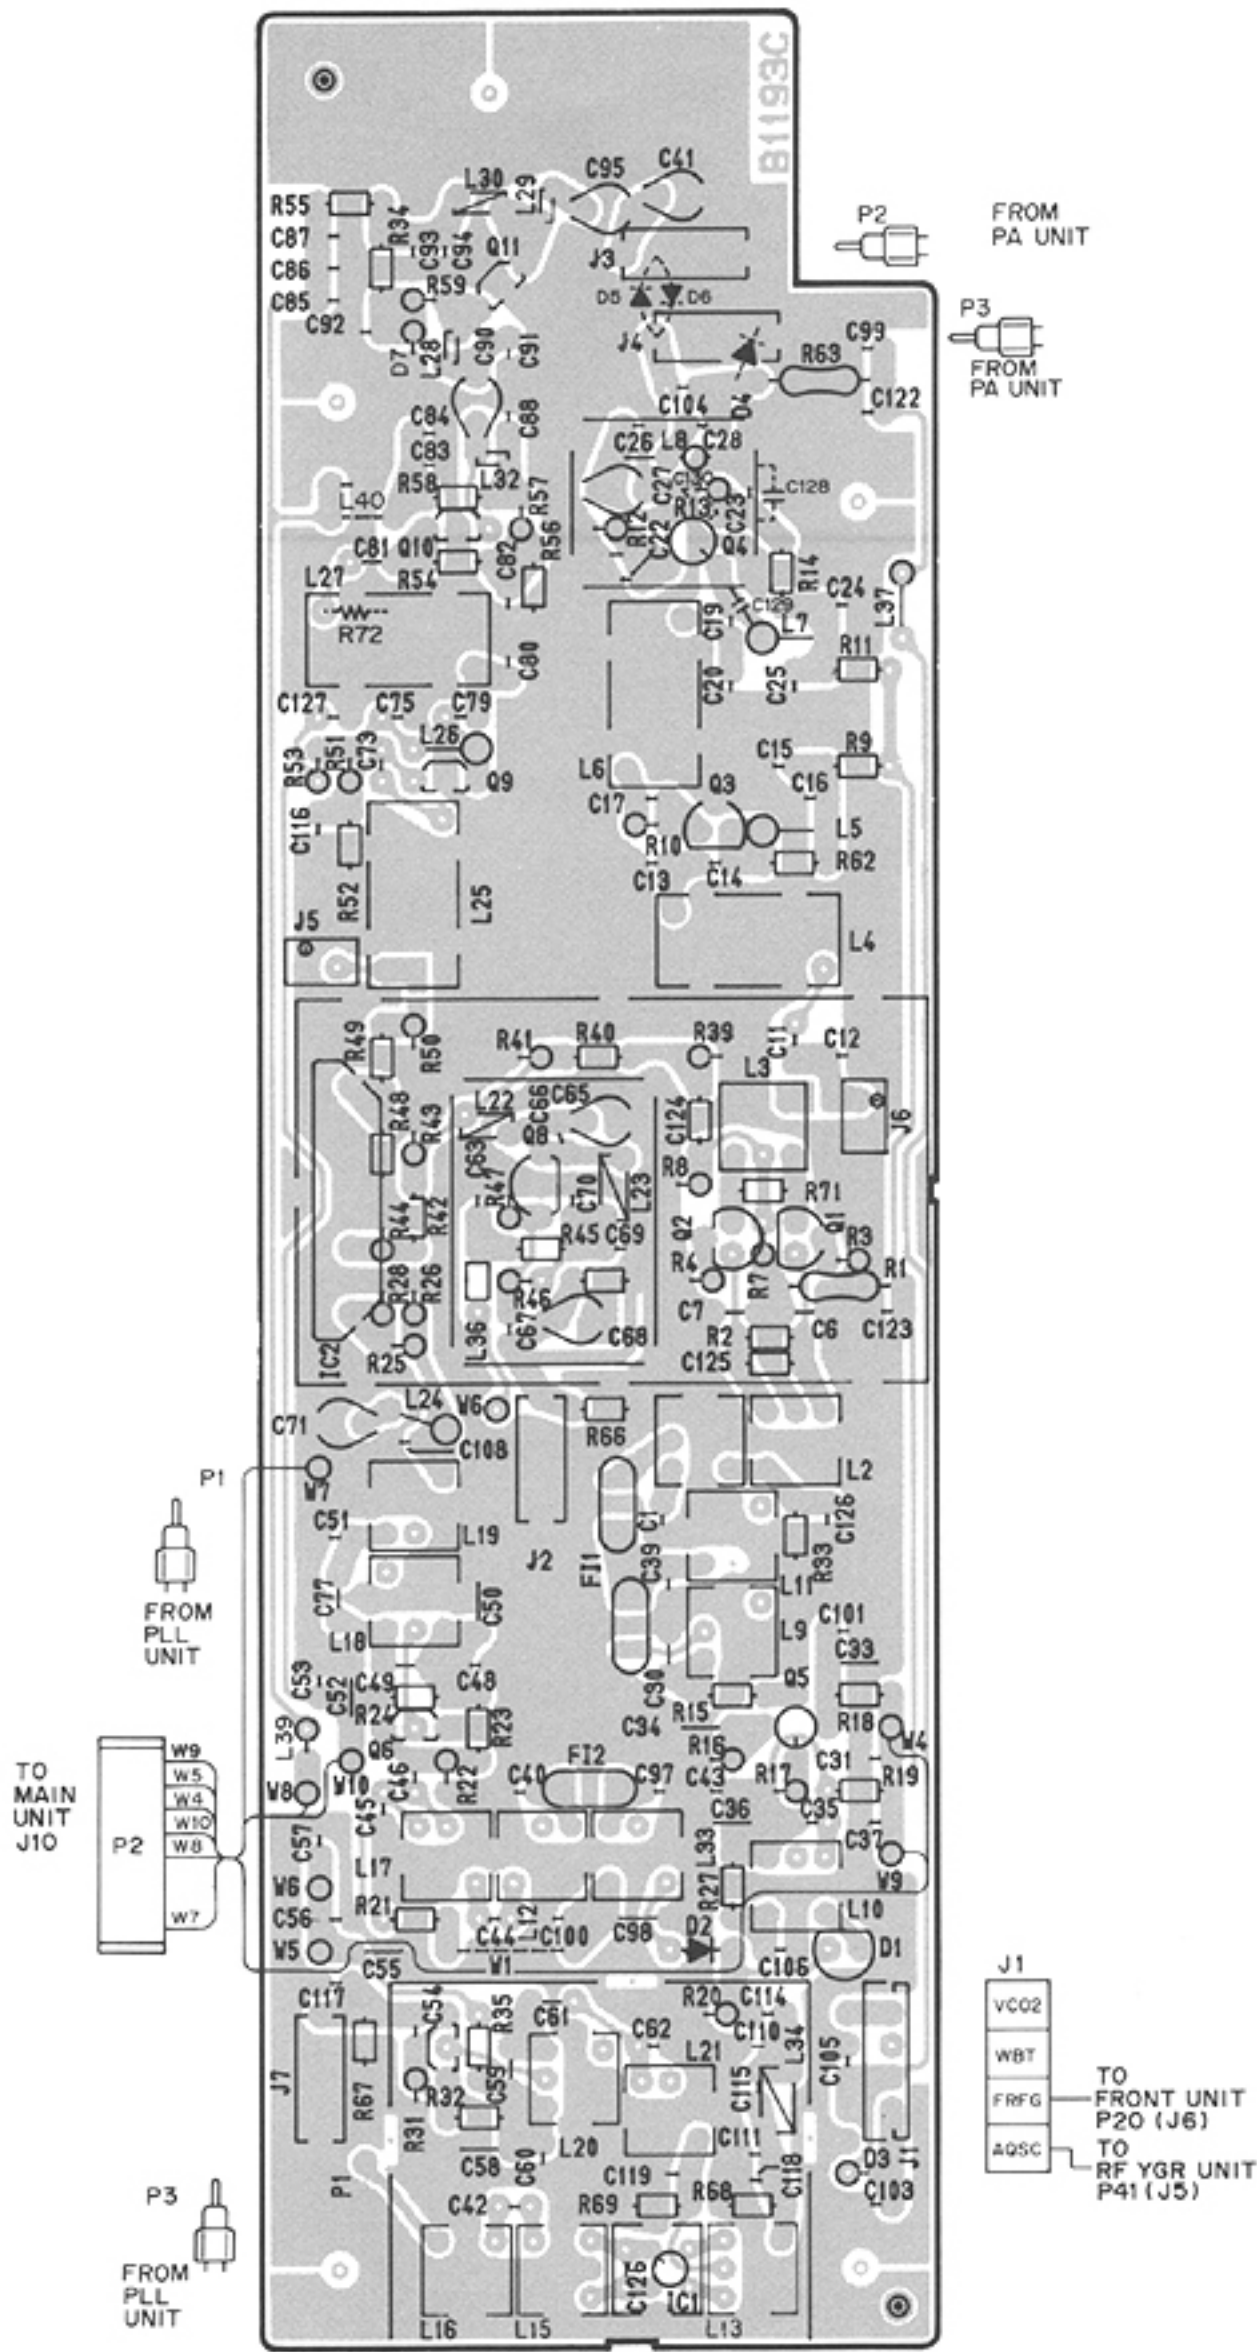 B1193C
C95
C41
L30
L29
R55
R34
C87
C93
C94
Q11
J3
C86
R59
D5
D6
C85
C92
D7
L28
C90
C91
J4
R63
C99
P2
FROM
PA UNIT
P3
FROM
PA UNIT
C104
D4
C122
C84
C88
C83
C26
L8
C28
R58
L32
R57
C27
R13
C23
C128
L40
R12
C22
Q4
C81
Q10
C82
R56
R14
R54
L27
C24
L37
R72
C19
C129
L7
C80
R11
C20
C25
C127
C75
C79
L26
R53
R51
C73
Q9
L6
Q3
C15
R9
C16
C17
C116
R10
L5
R62
C13
C14
R52
L25
J5
L4
R49
R50
R41
R40
R39
C11
C12
L3
R48
R43
L22
C66
C65
C124
J6
C63
Q8
R47
C70
L23
R8
R71
R44
R42
R45
C69
Q2
Q1
R3
R4
R7
R1
R28
R26
R46
C7
C6
C123
C67
C68
R2
IC2
R25
L36
C125
C71
L24
W6
C108
R66
L2
P1
W7
C51
L19
J2
C1
C126
FI1
C39
R33
L11
C77
C50
L18
FROM
PLL
UNIT
C101
L9
C33
C53
C52
C49
C48
C30
Q5
R24
R23
C34
R15
R18
W4
L39
Q6
FI2
R16
C31
W10
C46
R22
C40
C97
C43
R17
R19
W8
C45
C36
C35
C57
C37
L17
L33
W9
W6
R27
C56
R21
L12
L10
C44
C100
C98
D2
W5
C55
W1
C106
D1
TO
MAIN
UNIT
J10
P2
W9
W5
W4
W10
W8
W7
C117
C54
R35
C61
R20
C114
C62
C110
L34
L21
C105
J7
R67
R32
C59
C115
R31
L20
C111
D3
J1
C58
C60
C119
C118
P1
C42
R69
R68
C103
C126
IC1
L16
L15
L13
P3
FROM
PLL
UNIT
J1
VCO2
WBT
FRFG
AQSC
TO
FRONT UNIT
P20 (J6)
TO
RF YGR UNIT
P41 (J5)